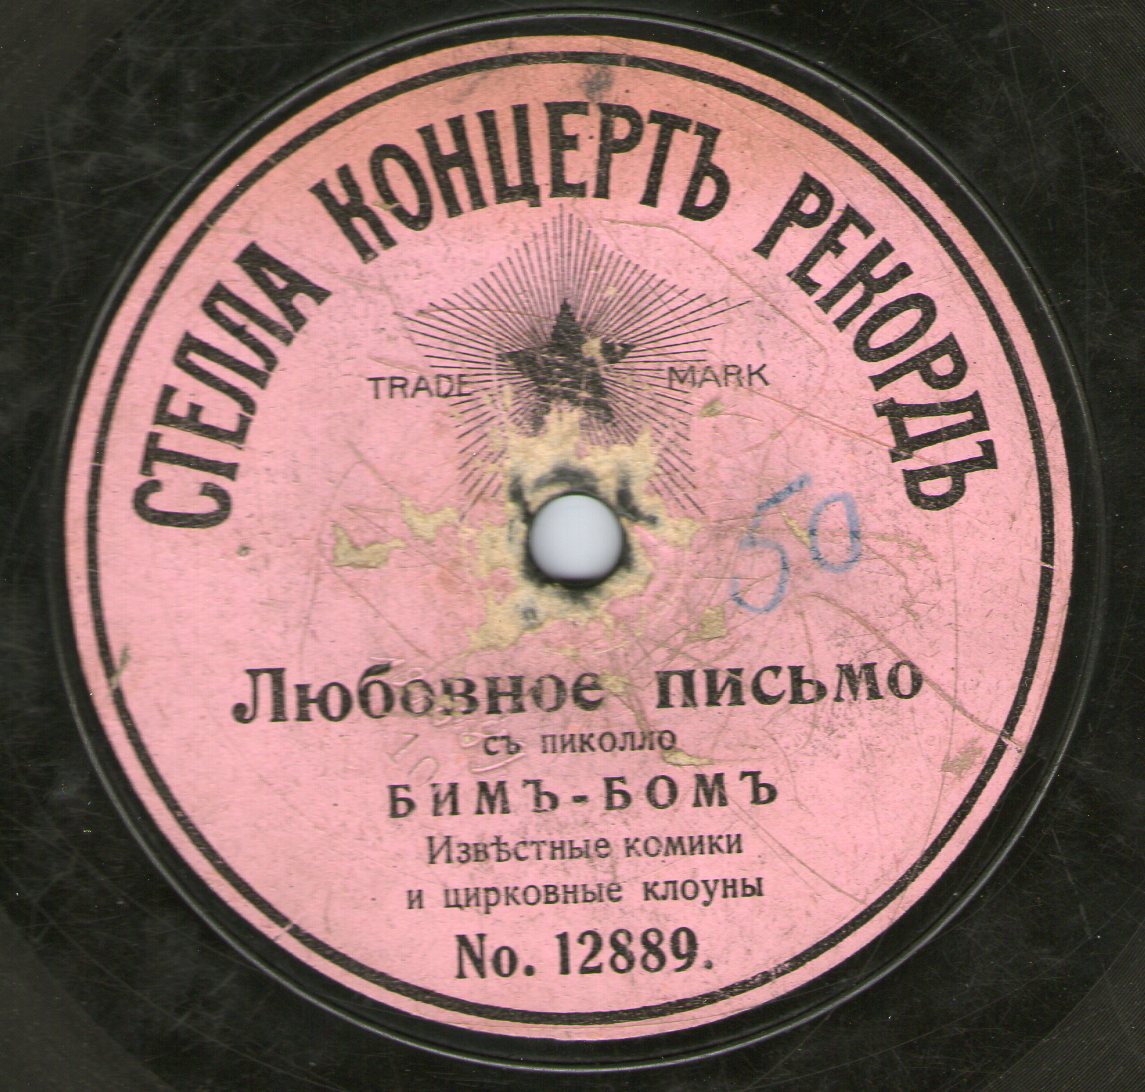 СТЕЛЛА КОНЦЕРТЪ РЕКОРДЪ
TRADE MARK
50
Любовное письмо
съ пиколло
БИМЪ-БОМЪ
Извѣстные комики
и цирковные клоуны
No. 12889.